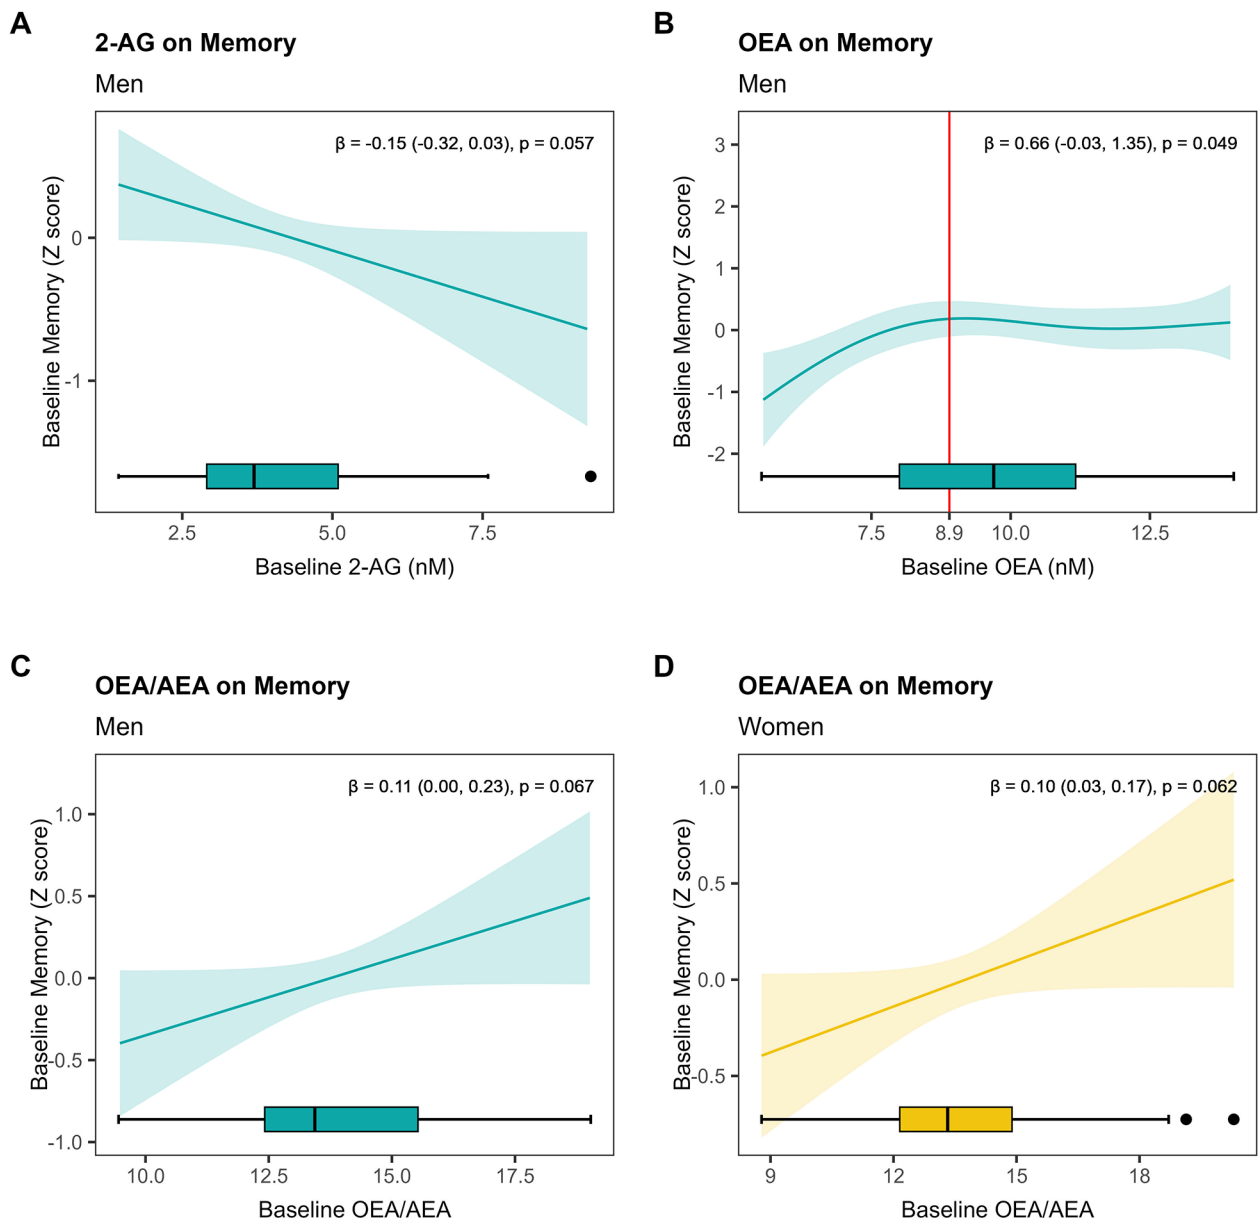 A
2-AG on Memory
Men
β = -0.15 (-0.32, 0.03), p = 0.057
Baseline Memory (Z score)
0
-1
2.5 5.0 7.5
Baseline 2-AG (nM)
B
OEA on Memory
Men
β = 0.66 (-0.03, 1.35), p = 0.049
Baseline Memory (Z score)
3
2
1
0
-1
-2
7.5 8.9 10.0 12.5
Baseline OEA (nM)
C
OEA/AEA on Memory
Men
β = 0.11 (0.00, 0.23), p = 0.067
Baseline Memory (Z score)
1.0
0.5
0.0
-0.5
-1.0
10.0 12.5 15.0 17.5
Baseline OEA/AEA
D
OEA/AEA on Memory
Women
β = 0.10 (0.03, 0.17), p = 0.062
Baseline Memory (Z score)
1.0
0.5
0.0
-0.5
9 12 15 18
Baseline OEA/AEA